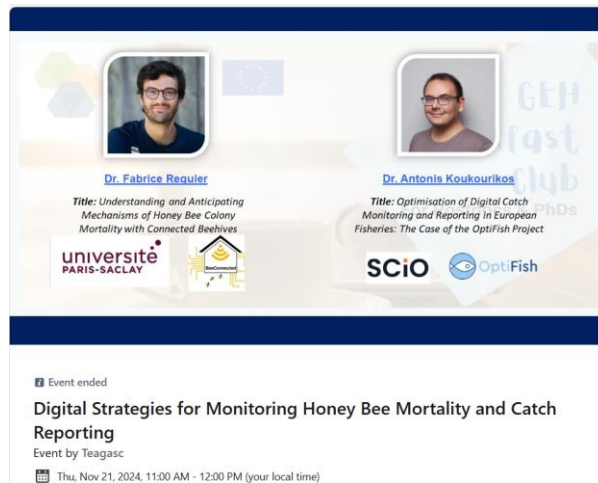 GEH
fast
Club
PhDs
Dr. Fabrice Requier
Title: Understanding and Anticipating
Mechanisms of Honey Bee Colony
Mortality with Connected Beehives
université
PARIS-SACLAY
BeeConnected
Dr. Antonis Koukourikos
Title: Optimisation of Digital Catch
Monitoring and Reporting in European
Fisheries: The Case of the OptiFish Project
SCiO
OptiFish
Event ended
Digital Strategies for Monitoring Honey Bee Mortality and Catch
Reporting
Event by Teagasc
Thu, Nov 21, 2024, 11:00 AM - 12:00 PM (your local time)